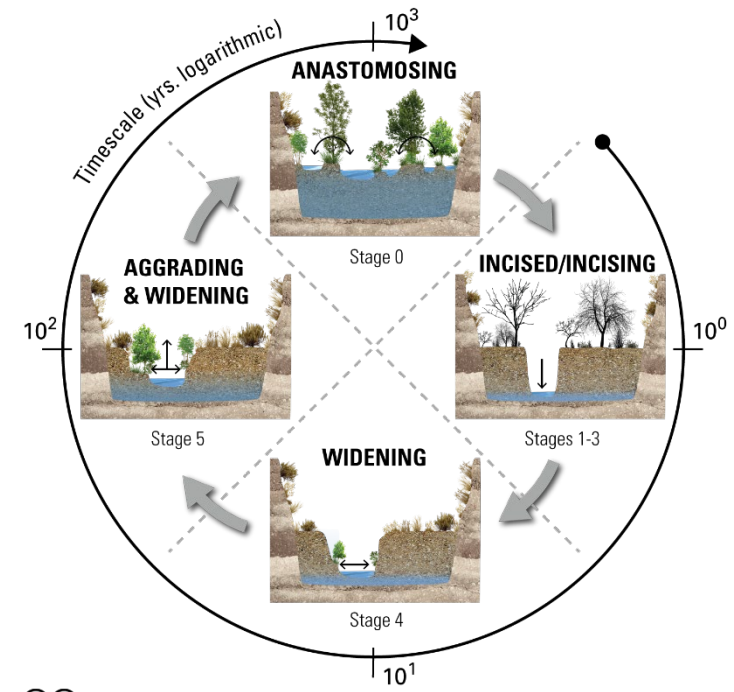 Timescale (yrs. logarithmic)
10³
ANASTOMOSING
Stage 0
INCISED/INCISING
10⁰
Stages 1-3
AGGRADING
& WIDENING
10²
Stage 5
WIDENING
Stage 4
10¹